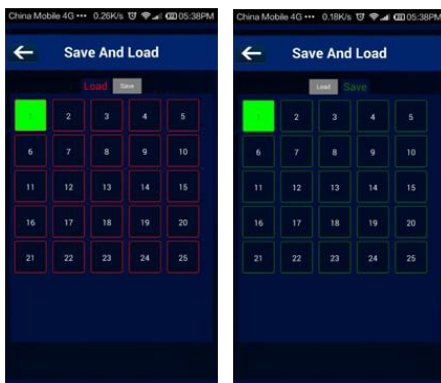 China Mobile 4G ••• 0.26K/s 05:38PM
Save And Load
Load Save
1 2 3 4 5
6 7 8 9 10
11 12 13 14 15
16 17 18 19 20
21 22 23 24 25
China Mobile 4G ••• 0.18K/s 05:38PM
Save And Load
Load Save
1 2 3 4 5
6 7 8 9 10
11 12 13 14 15
16 17 18 19 20
21 22 23 24 25